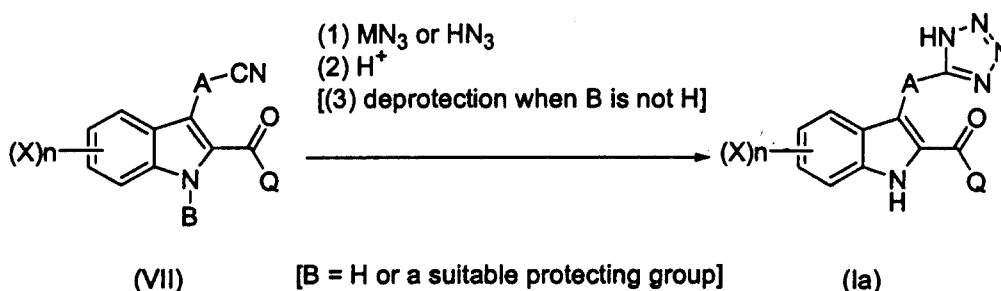 (1) MN3 or HN3
(2) H+
[(3) deprotection when B is not H]
A CN
O
(X)n
N
B
Q
HN N
N
N
A
O
(X)n
N
H
Q
(VII)
[B = H or a suitable protecting group]
(Ia)